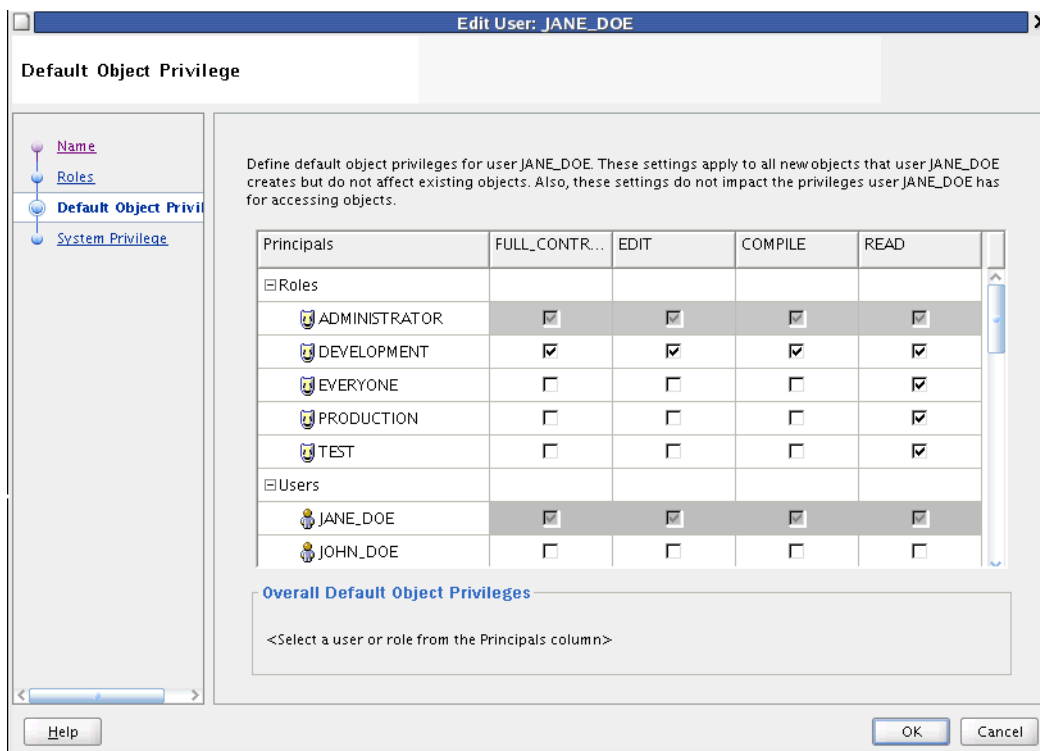 Edit User: JANE_DOE
Default Object Privilege
Name
Roles
Default Object Privil
System Privilege
Define default object privileges for user JANE_DOE. These settings apply to all new objects that user JANE_DOE
creates but do not affect existing objects. Also, these settings do not impact the privileges user JANE_DOE has
for accessing objects.
Principals FULL_CONTR... EDIT COMPILE READ
Roles
ADMINISTRATOR
DEVELOPMENT
EVERYONE
PRODUCTION
TEST
Users
JANE_DOE
JOHN_DOE
Overall Default Object Privileges
<Select a user or role from the Principals column>
Help OK Cancel